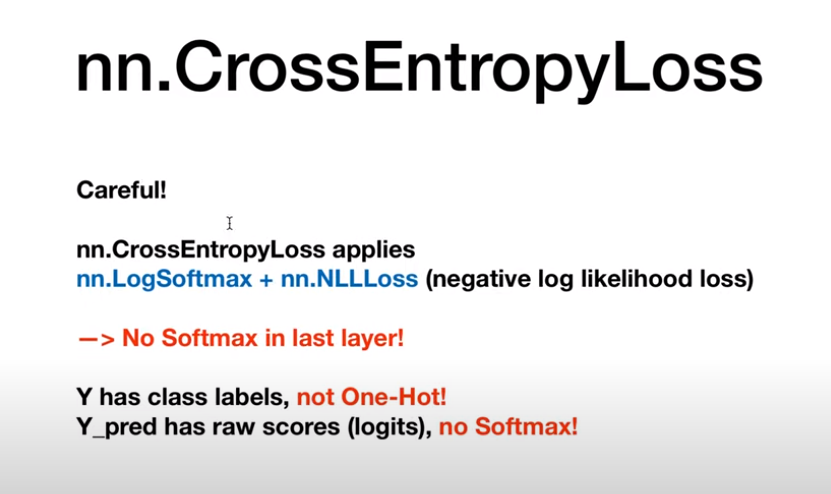 nn.CrossEntropyLoss
Careful!
nn.CrossEntropyLoss applies
nn.LogSoftmax + nn.NLLLoss (negative log likelihood loss)
—> No Softmax in last layer!
Y has class labels, not One-Hot!
Y_pred has raw scores (logits), no Softmax!